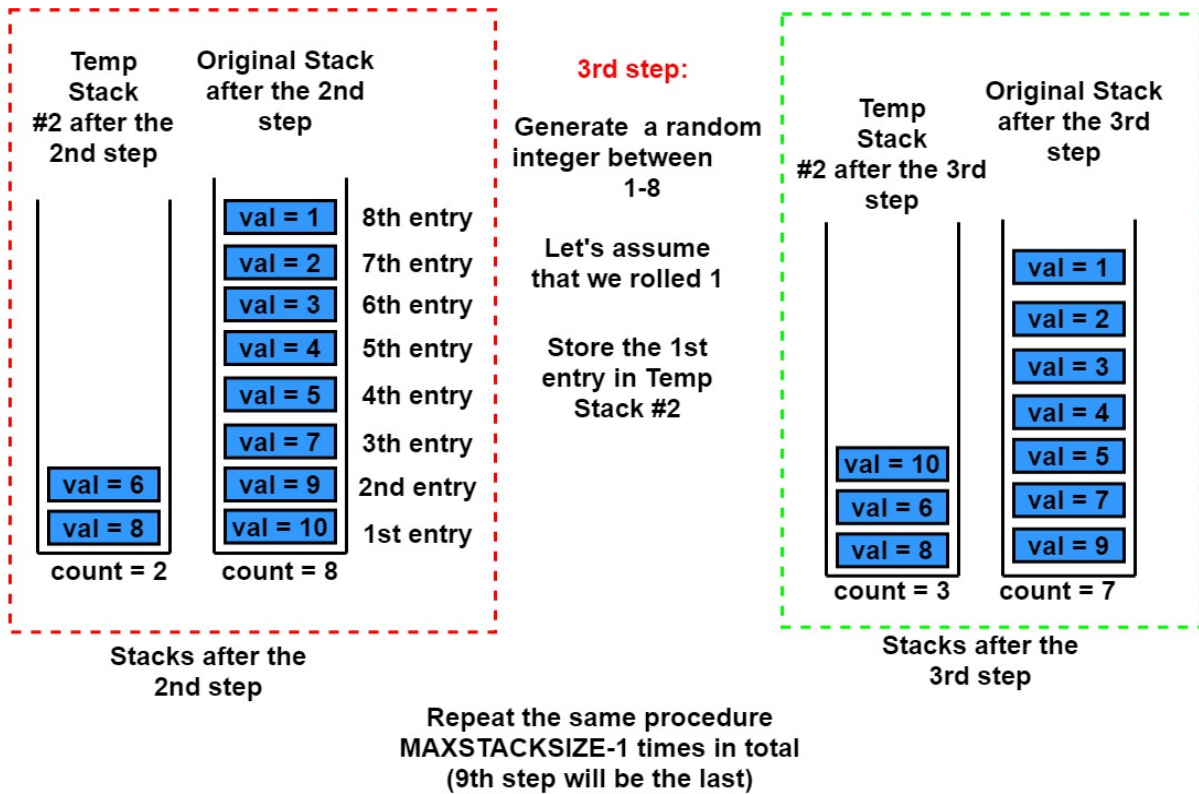 Temp
Stack
#2 after the
2nd step
Original Stack
after the 2nd
step
val = 1
8th entry
val = 2
7th entry
val = 3
6th entry
val = 4
5th entry
val = 5
4th entry
val = 7
3th entry
val = 6
val = 9
2nd entry
val = 8
val = 10
1st entry
count = 2
count = 8
Stacks after the
2nd step
3rd step:
Generate a random
integer between
1-8
Let's assume
that we rolled 1
Store the 1st
entry in Temp
Stack #2
Temp
Stack
#2 after the 3rd
step
Original Stack
after the 3rd
step
val = 1
val = 2
val = 3
val = 4
val = 10
val = 5
val = 6
val = 7
val = 8
val = 9
count = 3
count = 7
Stacks after the
3rd step
Repeat the same procedure
MAXSTACKSIZE-1 times in total
(9th step will be the last)